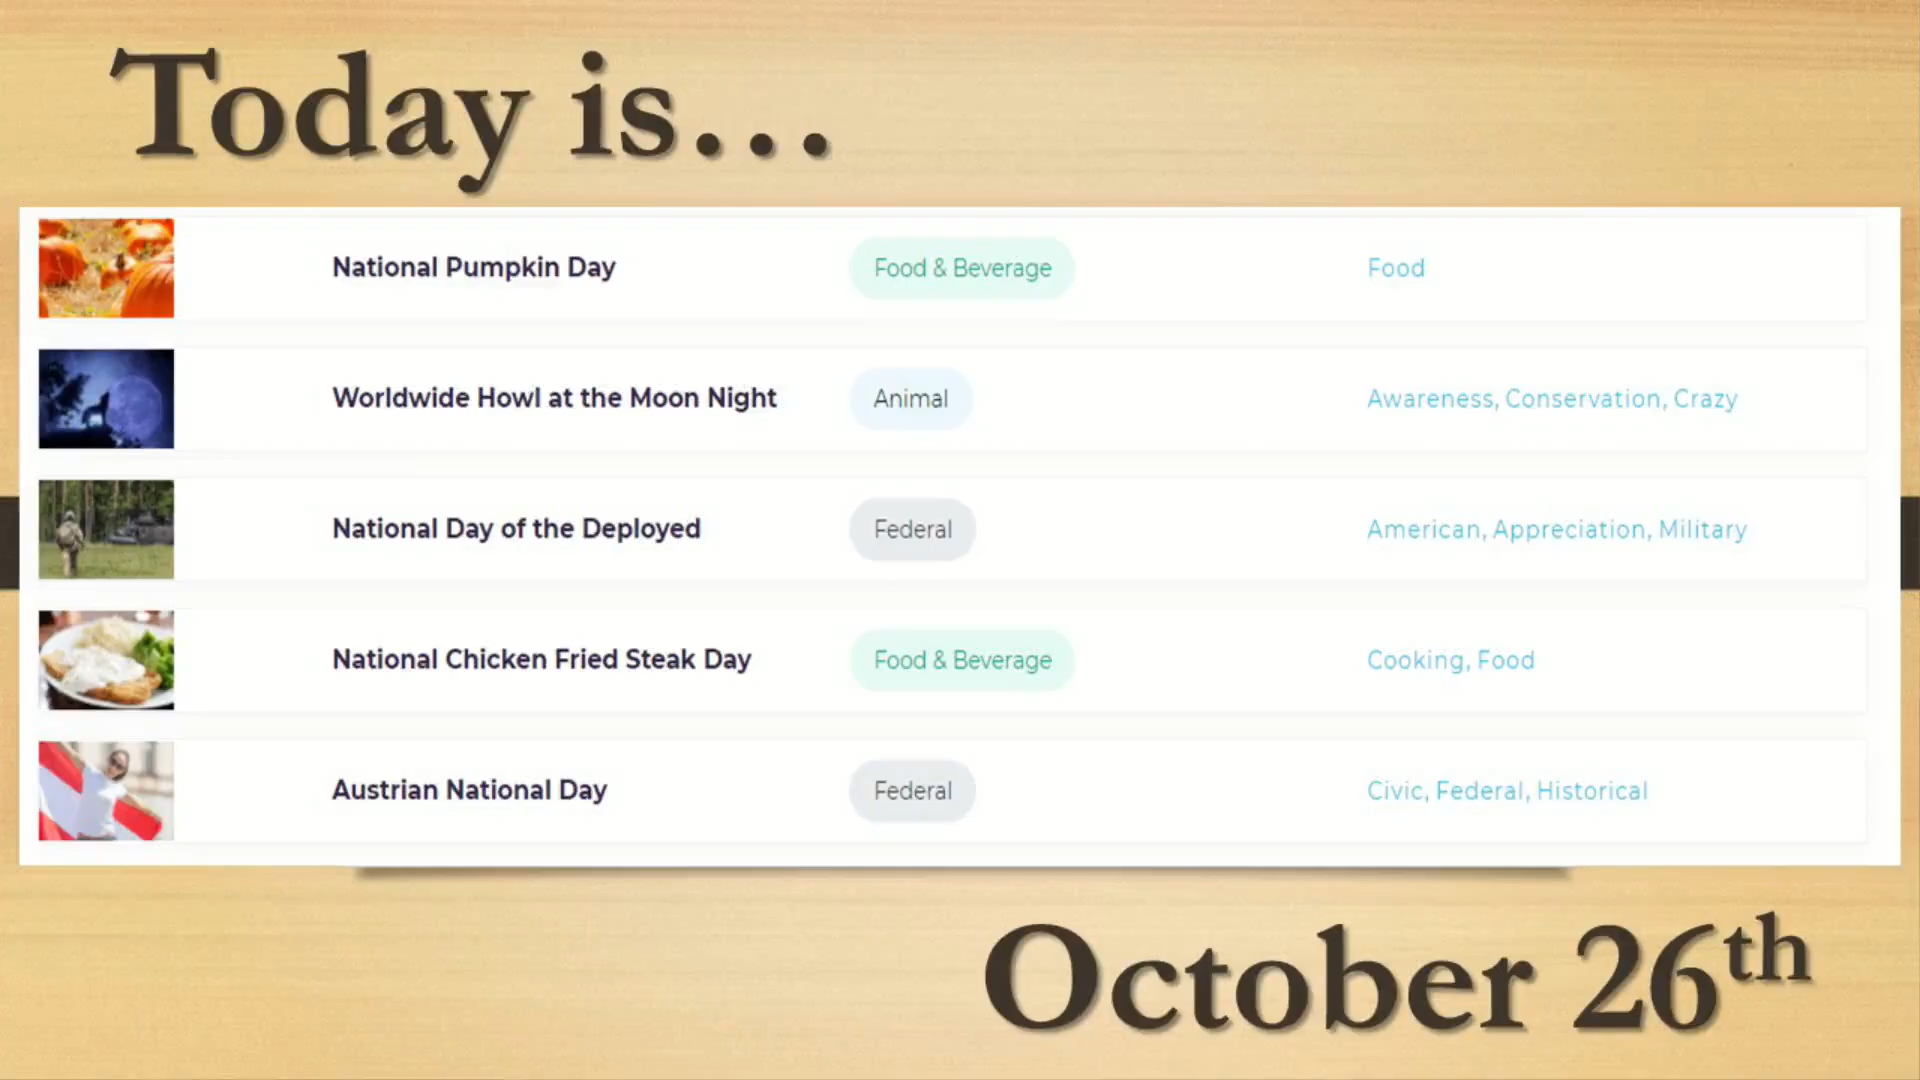 Today is...
National Pumpkin Day Food & Beverage Food
Worldwide Howl at the Moon Night Animal Awareness, Conservation, Crazy
National Day of the Deployed Federal American, Appreciation, Military
National Chicken Fried Steak Day Food & Beverage Cooking, Food
Austrian National Day Federal Civic, Federal, Historical
October 26th